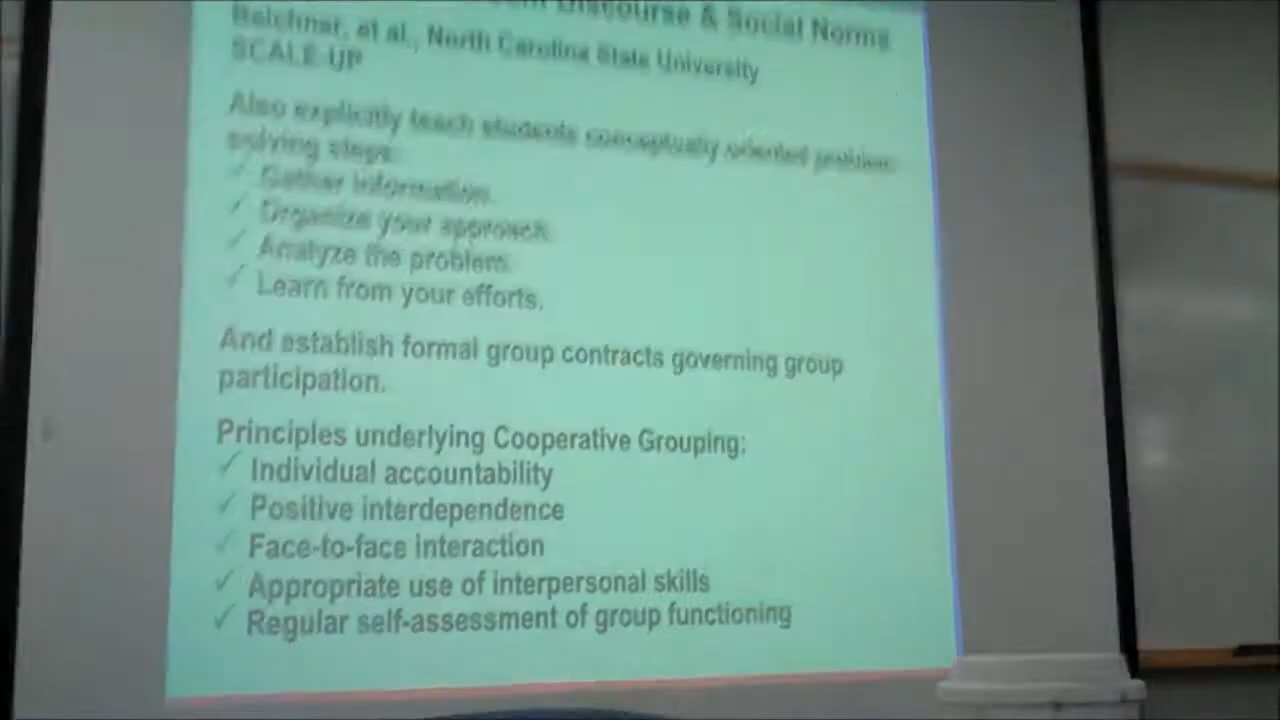 Discourse & Social Norms
Beichner, et al., North Carolina State University
SCALE-UP
Also explicitly teach students conceptually oriented problem
solving steps:
✓ Gather information.
✓ Organize your approach.
✓ Analyze the problem.
✓ Learn from your efforts.
And establish formal group contracts governing group
participation.
Principles underlying Cooperative Grouping:
✓ Individual accountability
✓ Positive interdependence
✓ Face-to-face interaction
✓ Appropriate use of interpersonal skills
✓ Regular self-assessment of group functioning